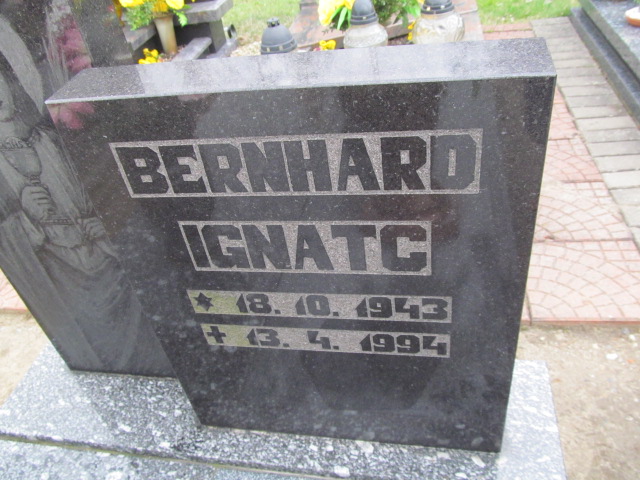 BERNHARD
IGNATC
* 18. 10. 1943
✝ 13. 4. 1994